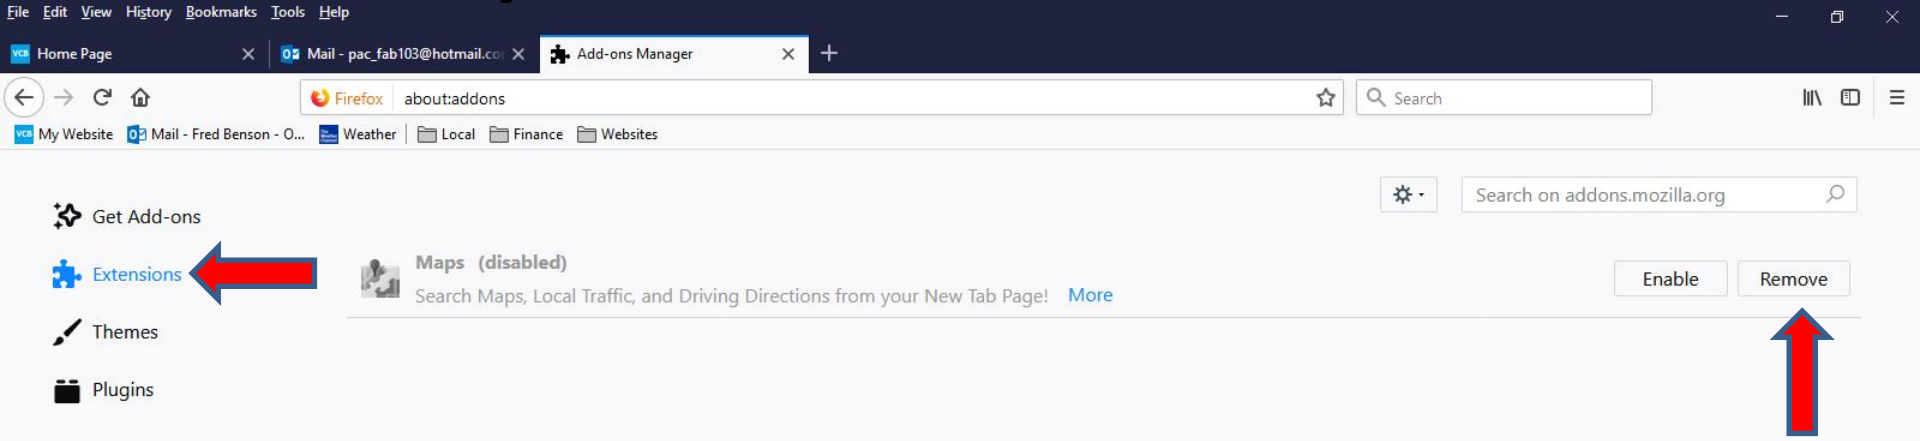 File Edit View History Bookmarks Tools Help
VCB Home Page Mail - pac_fab103@hotmail.co Add-ons Manager
Firefox about:addons Search
VCB My Website Mail - Fred Benson - O... Weather Local Finance Websites
Search on addons.mozilla.org
Get Add-ons
Maps (disabled)
Extensions
Search Maps, Local Traffic, and Driving Directions from your New Tab Page! More
Enable Remove
Themes
Plugins